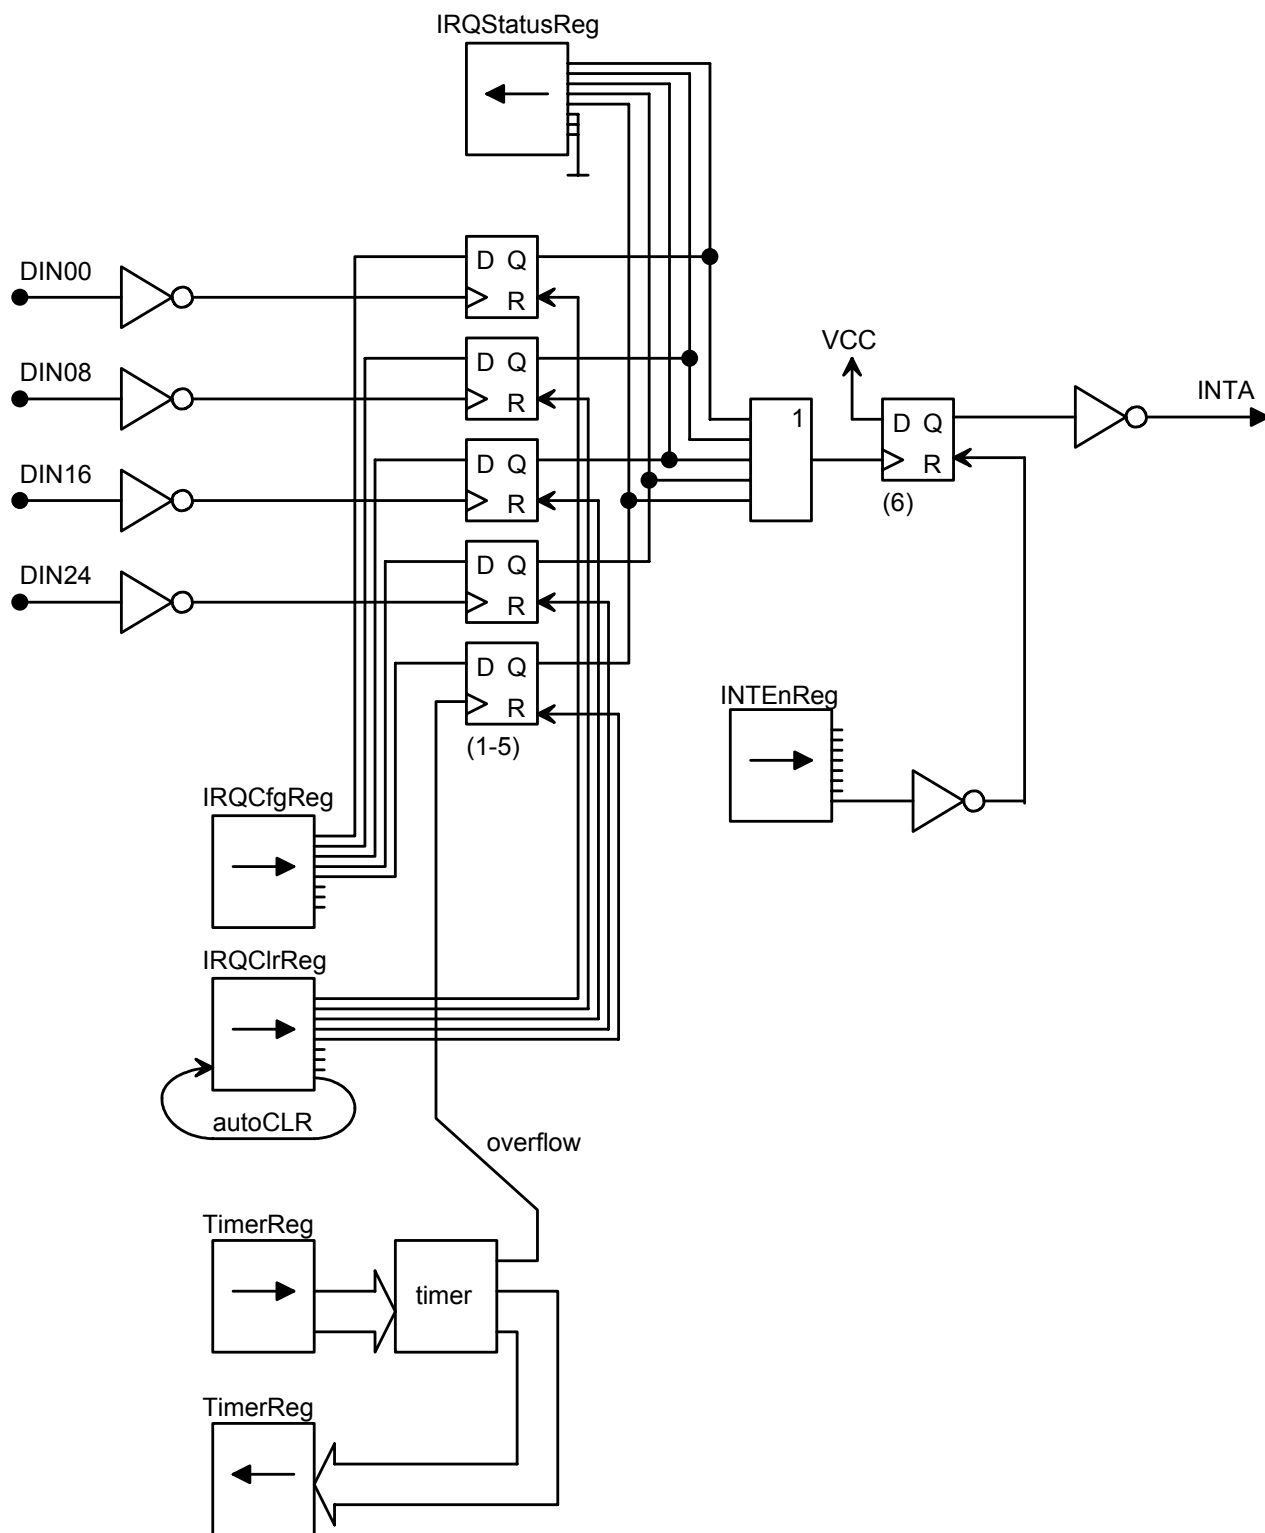 IRQStatusReg
DIN00
D Q
R
DIN08
D Q
R
VCC
INTA
1
D Q
R
(6)
DIN16
D Q
R
DIN24
D Q
R
D Q
R
(1-5)
INTEnReg
IRQCfgReg
IRQClrReg
autoCLR
overflow
TimerReg
timer
TimerReg